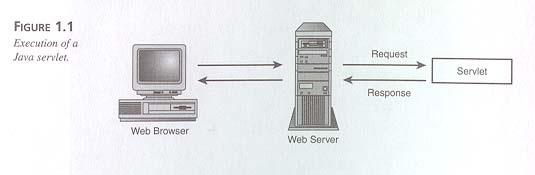 FIGURE 1.1
Execution of a
Java servlet.
Request
Servlet
Response
Web Browser
Web Server